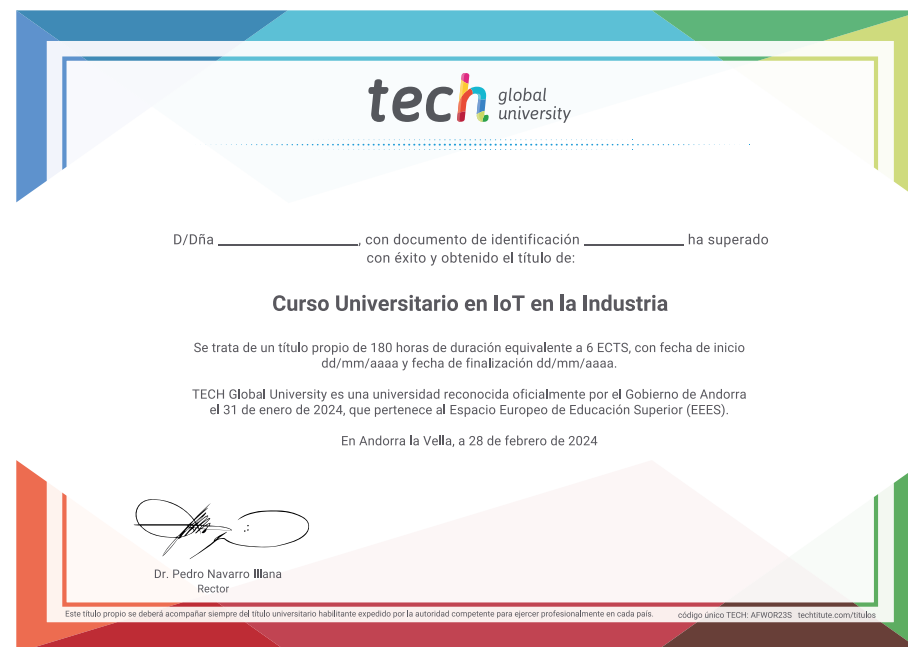 tech global university
D/Dña ____________________, con documento de identificación ______________ ha superado
con éxito y obtenido el título de:
Curso Universitario en IoT en la Industria
Se trata de un título propio de 180 horas de duración equivalente a 6 ECTS, con fecha de inicio
dd/mm/aaaa y fecha de finalización dd/mm/aaaa.
TECH Global University es una universidad reconocida oficialmente por el Gobierno de Andorra
el 31 de enero de 2024, que pertenece al Espacio Europeo de Educación Superior (EEES).
En Andorra la Vella, a 28 de febrero de 2024
Dr. Pedro Navarro Illana
Rector
Este título propio se deberá acompañar siempre del título universitario habilitante expedido por la autoridad competente para ejercer profesionalmente en cada país. código único TECH: AFWOR23S techtitute.com/titulos